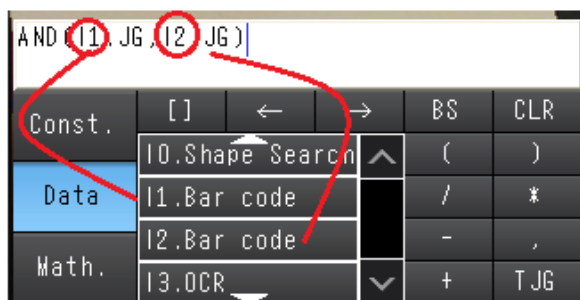 AND(I1.JG,I2.JG)
Const. [] ← → BS CLR
I0.Shape Search ( )
Data I1.Bar code / *
I2.Bar code - ,
Math. I3.OCR + TJG